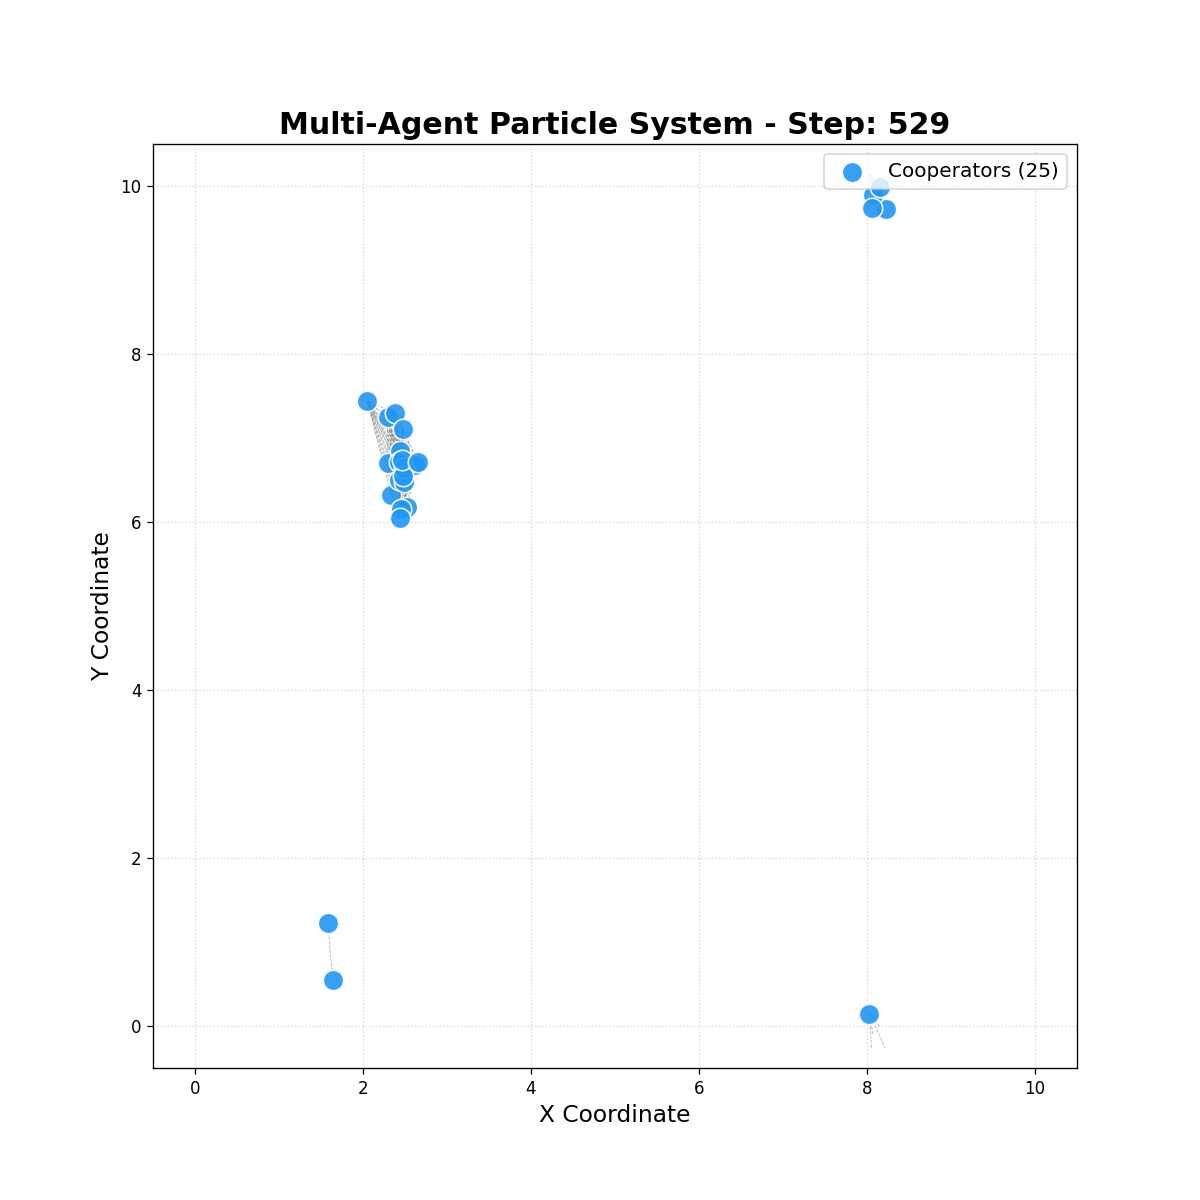 Multi-Agent Particle System - Step: 529
Cooperators (25)
10
8
6
4
2
0
Y Coordinate
0 2 4 6 8 10
X Coordinate